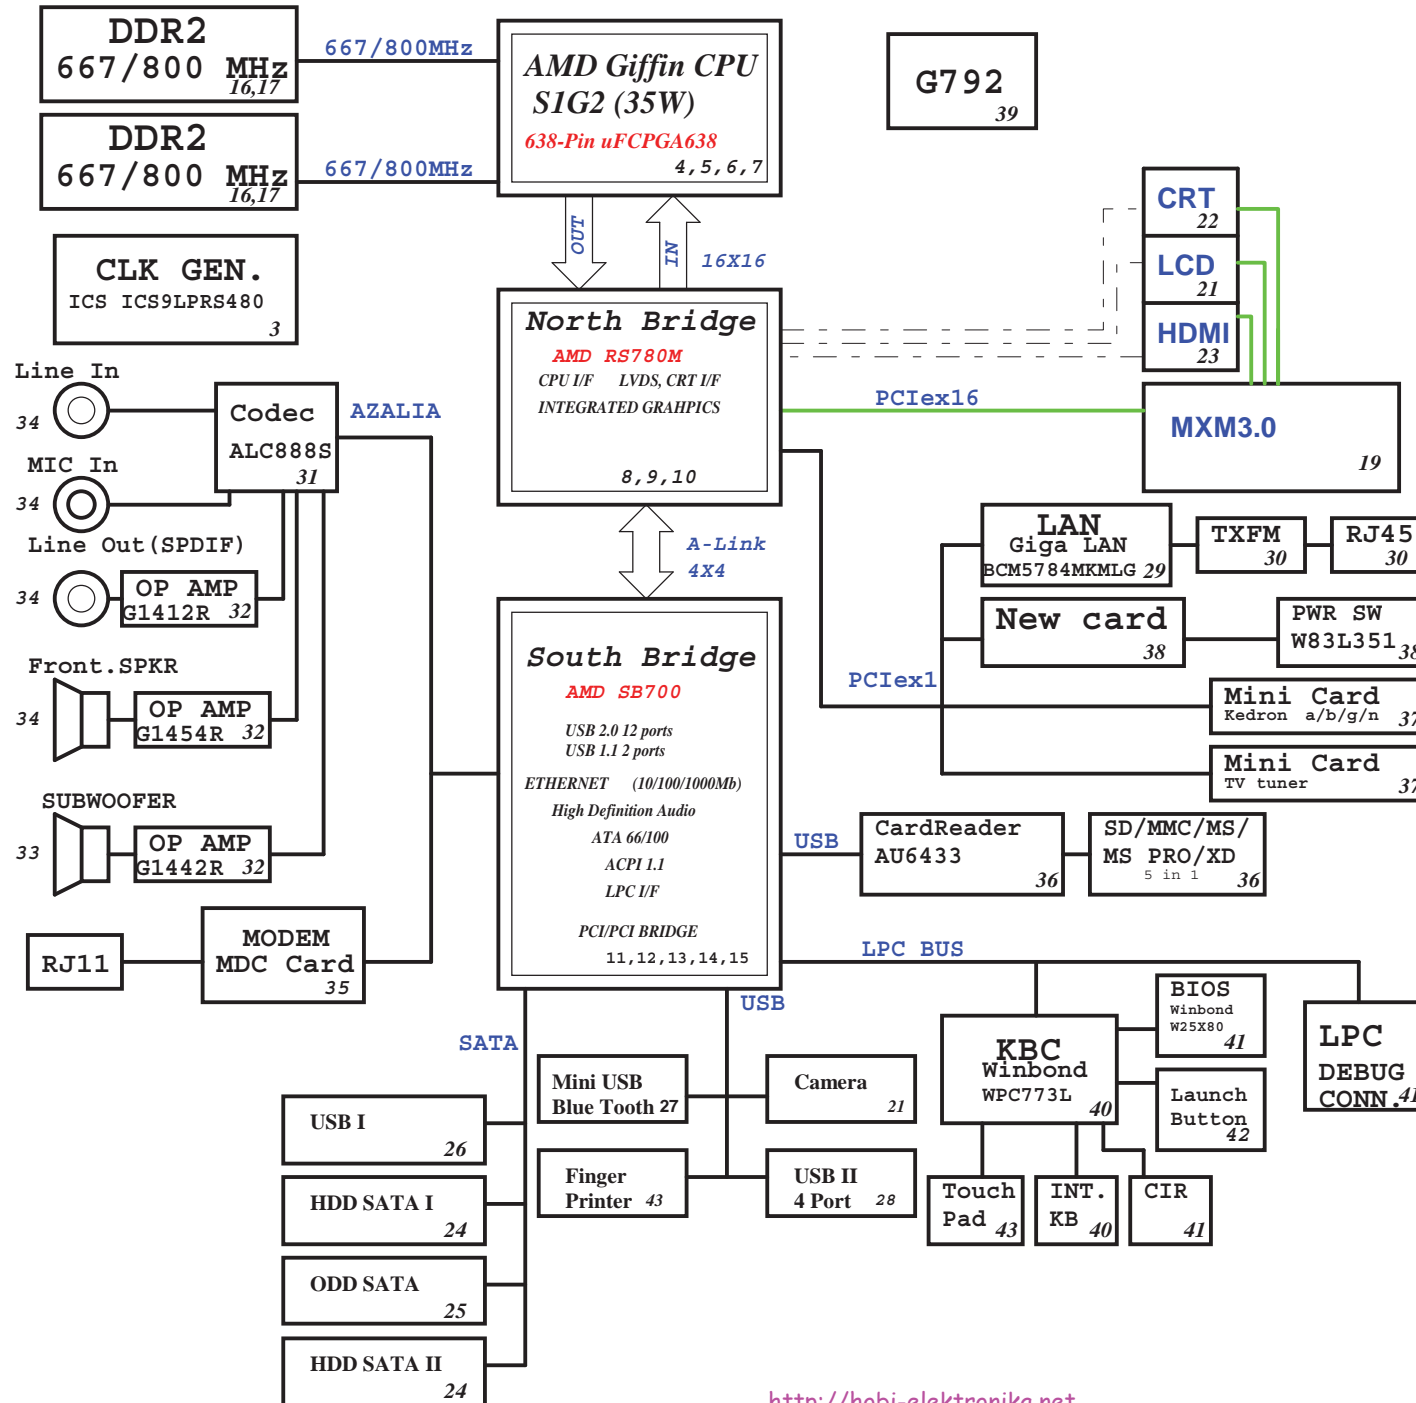 DDR2
667/800 MHz
16,17
667/800MHz
AMD Giffin CPU
S1G2 (35W)
638-Pin uFCPGA638
4,5,6,7
G792
39
DDR2
667/800 MHz
16,17
667/800MHz
CLK GEN.
ICS ICS9LPRS480
3
OUT
IN
16X16
CRT
22
LCD
21
HDMI
23
North Bridge
AMD RS780M
CPU I/F LVDS, CRT I/F
INTEGRATED GRAHPICS
8,9,10
PCIex16
MXM3.0
19
Line In
34
Codec
ALC888S
31
AZALIA
MIC In
34
Line Out(SPDIF)
34
OP AMP
G1412R 32
Front.SPKR
34
OP AMP
G1454R 32
SUBWOOFER
33
OP AMP
G1442R 32
RJ11
MODEM
MDC Card
35
A-Link
4X4
South Bridge
AMD SB700
USB 2.0 12 ports
USB 1.1 2 ports
ETHERNET (10/100/1000Mb)
High Definition Audio
ATA 66/100
ACPI 1.1
LPC I/F
PCI/PCI BRIDGE
11,12,13,14,15
LAN
Giga LAN
BCM5784MKMLG 29
TXFM
30
RJ45
30
New card
38
PWR SW
W83L351
38
PCIex1
Mini Card
Kedron a/b/g/n
37
Mini Card
TV tuner
37
USB
CardReader
AU6433
36
SD/MMC/MS/
MS PRO/XD
5 in 1
36
LPC BUS
KBC
Winbond
WPC773L
40
BIOS
Winbond
W25X80
41
Launch
Button
42
LPC
DEBUG
CONN.
41
Touch
Pad 43
INT.
KB 40
CIR
41
USB
SATA
Mini USB
Blue Tooth 27
Camera
21
Finger
Printer 43
USB II
4 Port 28
USB I
26
HDD SATA I
24
ODD SATA
25
HDD SATA II
24
http://hobi-elektronika.net